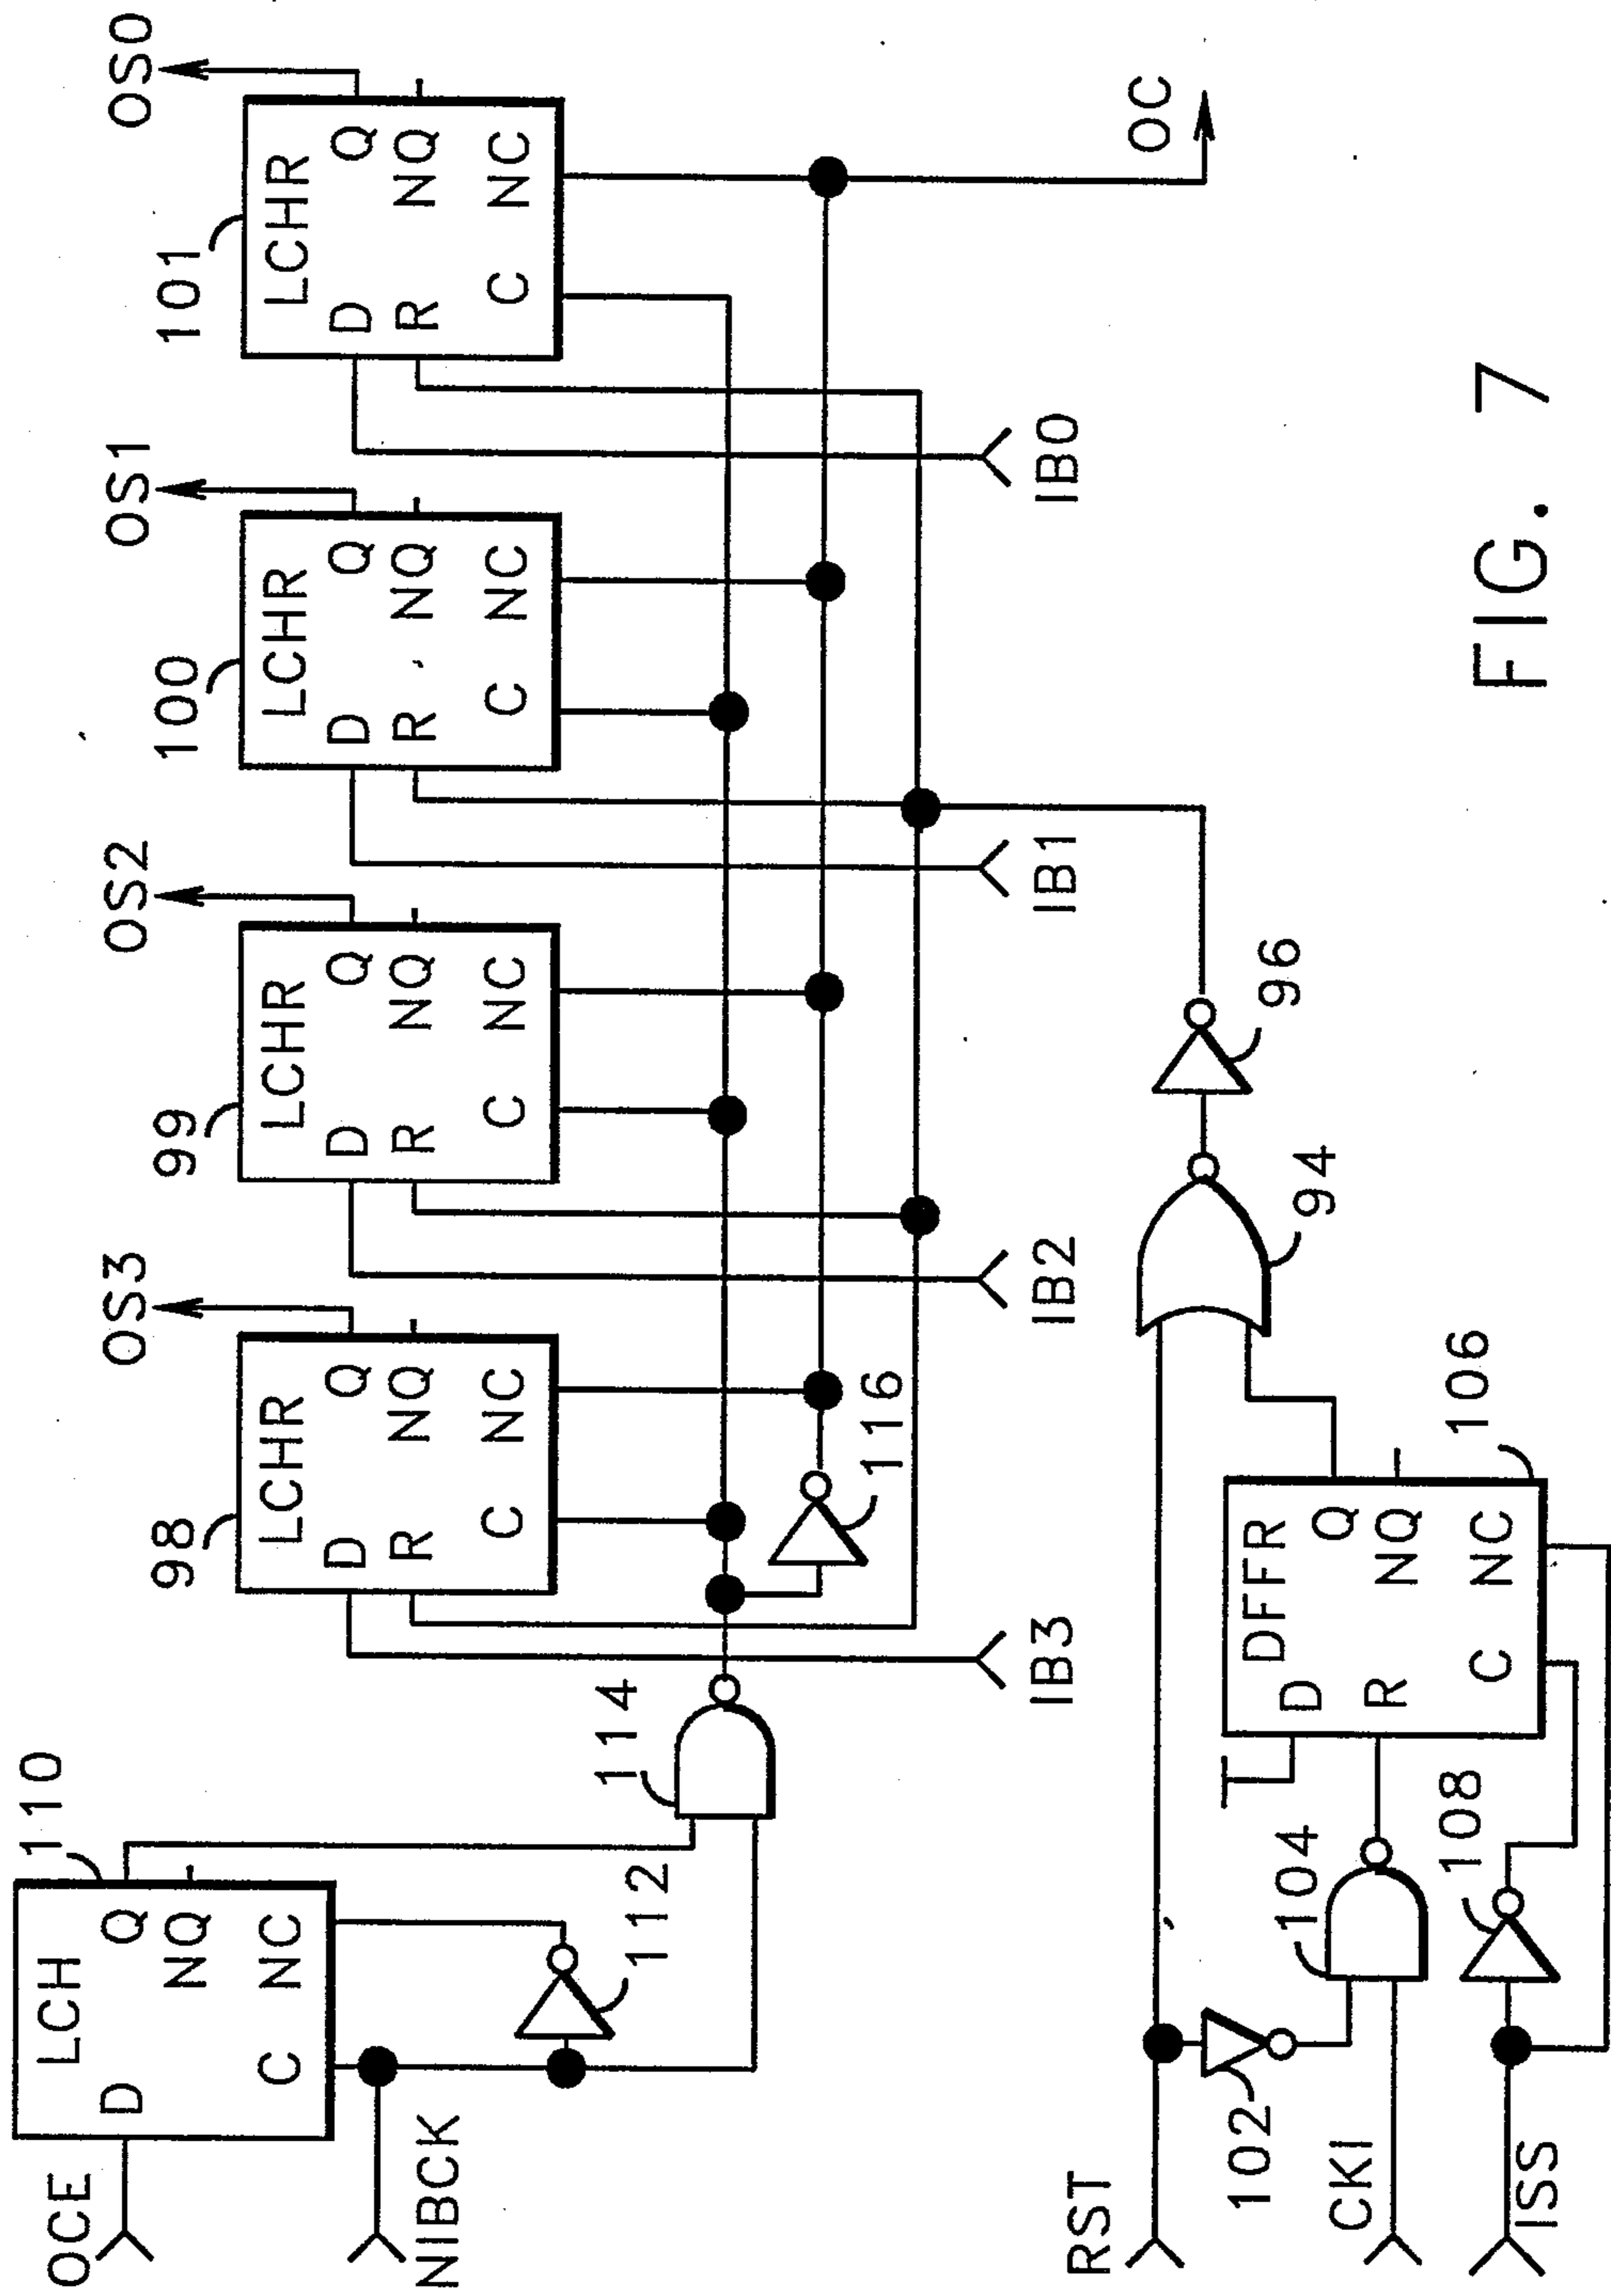 OCE
NIBCK
LCH
D
Q
NQ
C
NC
110
112
114
OS3
98
LCHR
D
Q
R
NQ
C
NC
IB3
116
OS2
99
LCHR
D
Q
R
NQ
C
NC
IB2
OS1
100
LCHR
D
Q
R
NQ
C
NC
IB1
OS0
101
LCHR
D
Q
R
NQ
C
NC
IB0
OC
RST
102
CKI
104
ISS
108
DFFR
D
Q
R
NQ
C
NC
106
94
96
FIG. 7